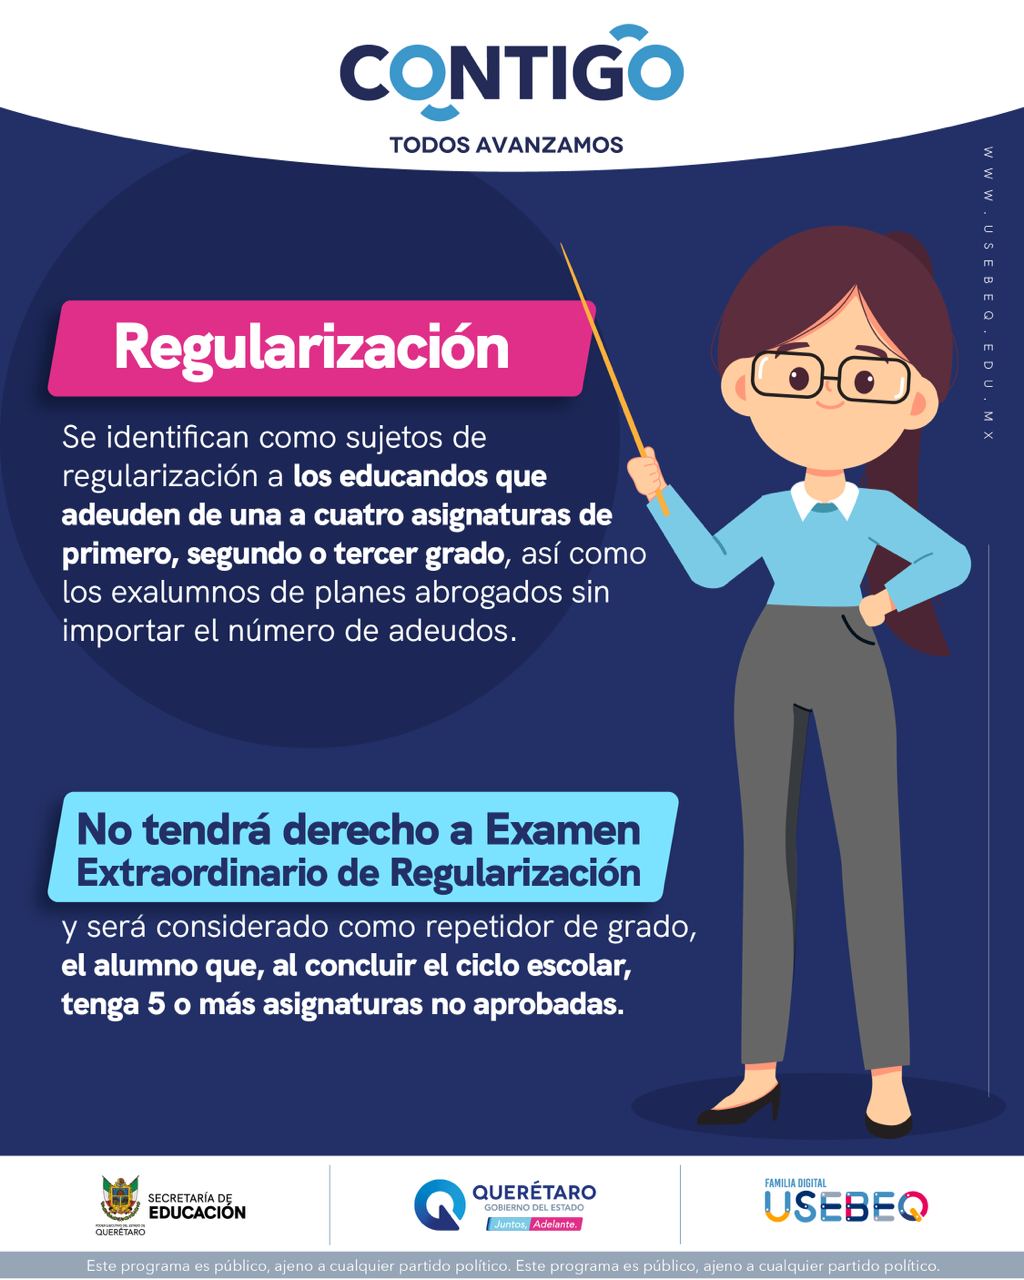 CONTIGO
TODOS AVANZAMOS
WWW.USEBEQ.EDU.MX
Regularización
Se identifican como sujetos de
regularización a los educandos que
adeuden de una a cuatro asignaturas de
primero, segundo o tercer grado, así como
los exalumnos de planes abrogados sin
importar el número de adeudos.
No tendrá derecho a Examen
Extraordinario de Regularización
y será considerado como repetidor de grado,
el alumno que, al concluir el ciclo escolar,
tenga 5 o más asignaturas no aprobadas.
PODER EJECUTIVO DEL ESTADO DE
QUERÉTARO
SECRETARÍA DE
EDUCACIÓN
QUERÉTARO
GOBIERNO DEL ESTADO
Juntos, Adelante.
FAMILIA DIGITAL
USEBEQ
Este programa es público, ajeno a cualquier partido político. Este programa es público, ajeno a cualquier partido político.